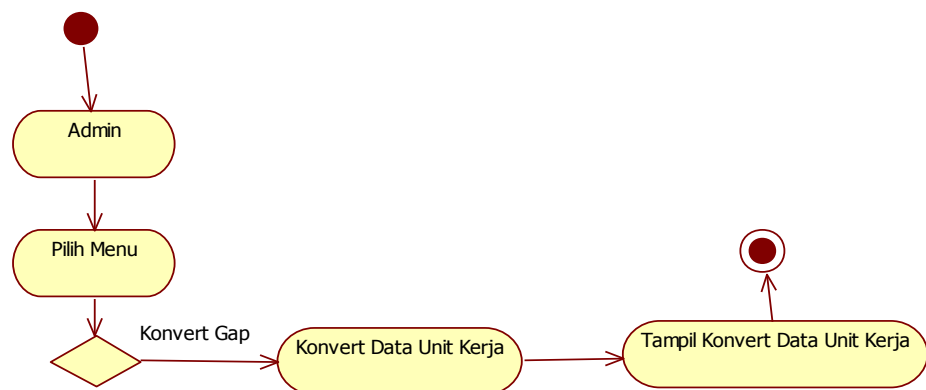 Admin
Pilih Menu
Konvert Gap
Konvert Data Unit Kerja
Tampil Konvert Data Unit Kerja